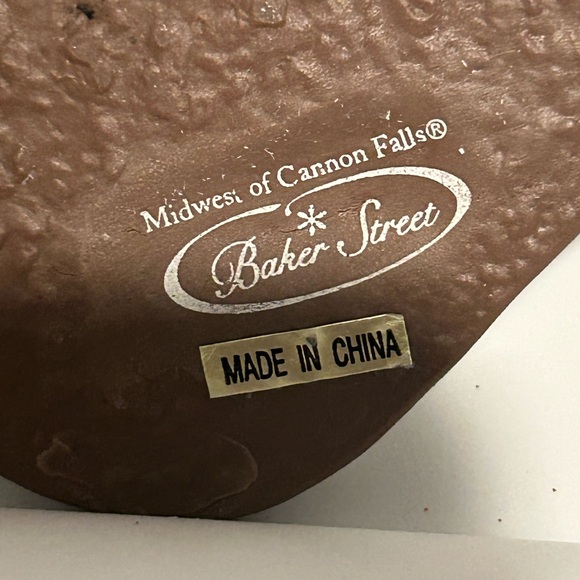 Midwest of Cannon Falls®
Baker Street
MADE IN CHINA